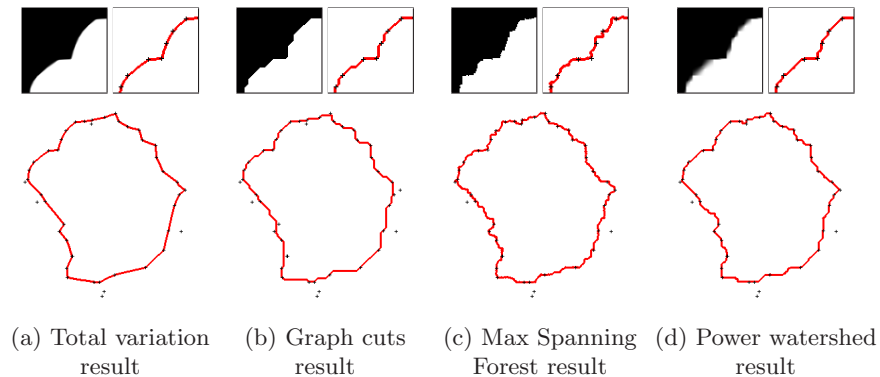 (a) Total variation result
(b) Graph cuts result
(c) Max Spanning Forest result
(d) Power watershed result